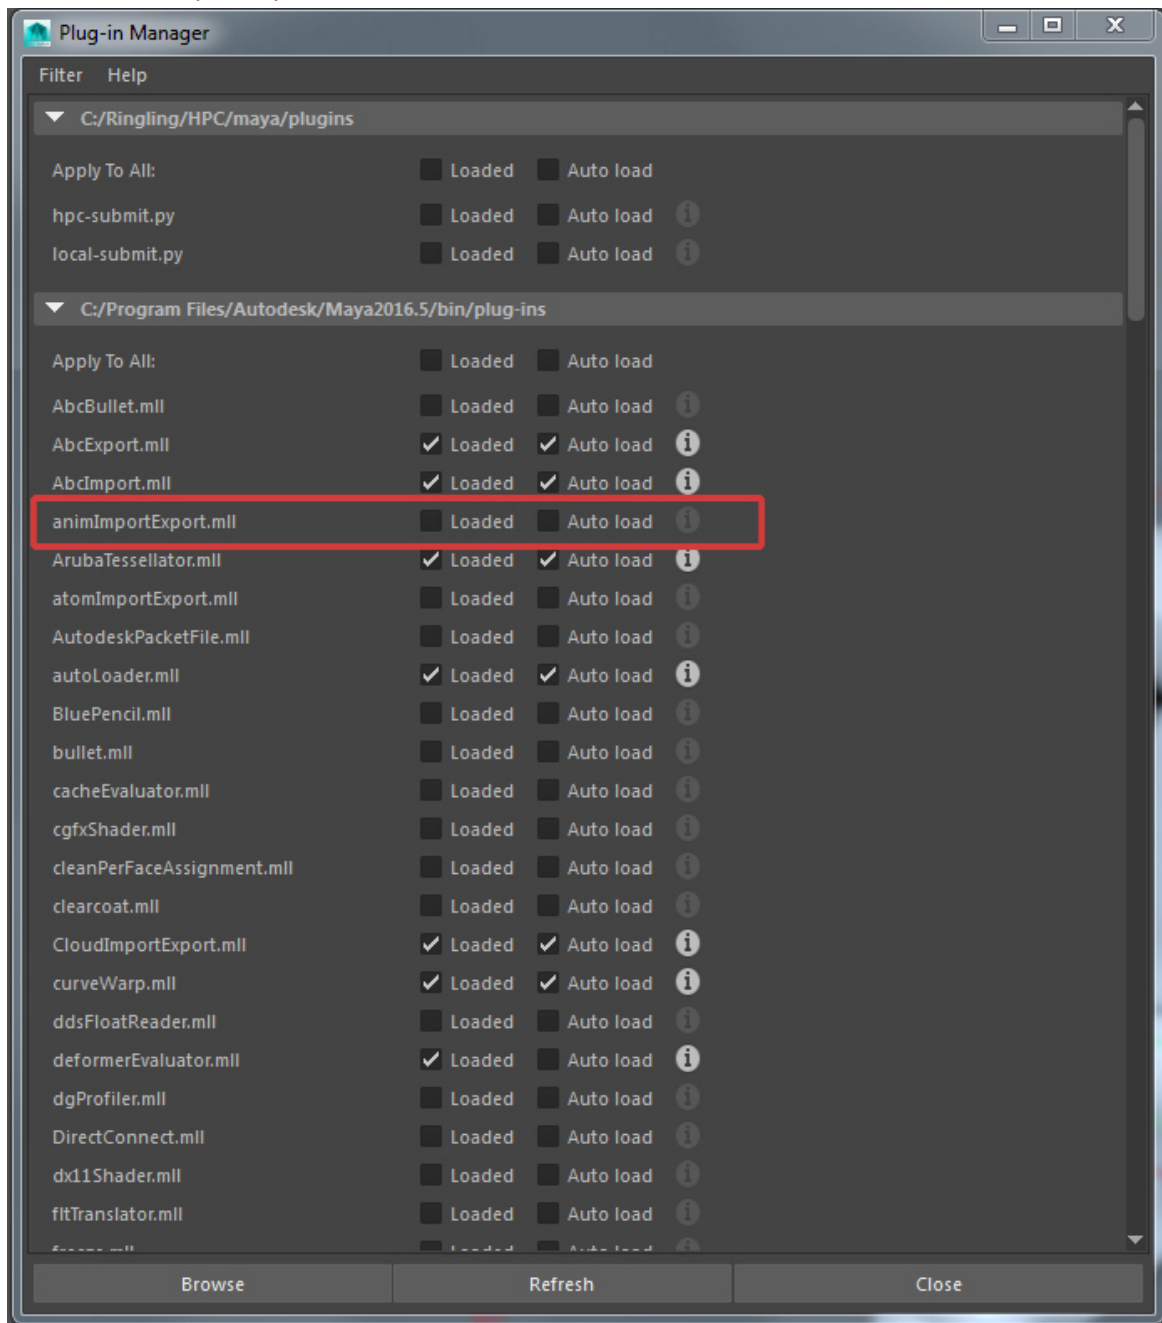 Plug-in Manager
Filter Help
C:/Ringling/HPC/maya/plugins
Apply To All: Loaded Auto load
hpc-submit.py Loaded Auto load
local-submit.py Loaded Auto load
C:/Program Files/Autodesk/Maya2016.5/bin/plug-ins
Apply To All: Loaded Auto load
AbcBullet.mll Loaded Auto load
AbcExport.mll Loaded Auto load
AbcImport.mll Loaded Auto load
animImportExport.mll Loaded Auto load
ArubaTessellator.mll Loaded Auto load
atomImportExport.mll Loaded Auto load
AutodeskPacketFile.mll Loaded Auto load
autoLoader.mll Loaded Auto load
BluePencil.mll Loaded Auto load
bullet.mll Loaded Auto load
cacheEvaluator.mll Loaded Auto load
cgfxShader.mll Loaded Auto load
cleanPerFaceAssignment.mll Loaded Auto load
clearcoat.mll Loaded Auto load
CloudImportExport.mll Loaded Auto load
curveWarp.mll Loaded Auto load
ddsFloatReader.mll Loaded Auto load
deformerEvaluator.mll Loaded Auto load
dgProfiler.mll Loaded Auto load
DirectConnect.mll Loaded Auto load
dx11Shader.mll Loaded Auto load
fltTranslator.mll Loaded Auto load
Browse Refresh Close